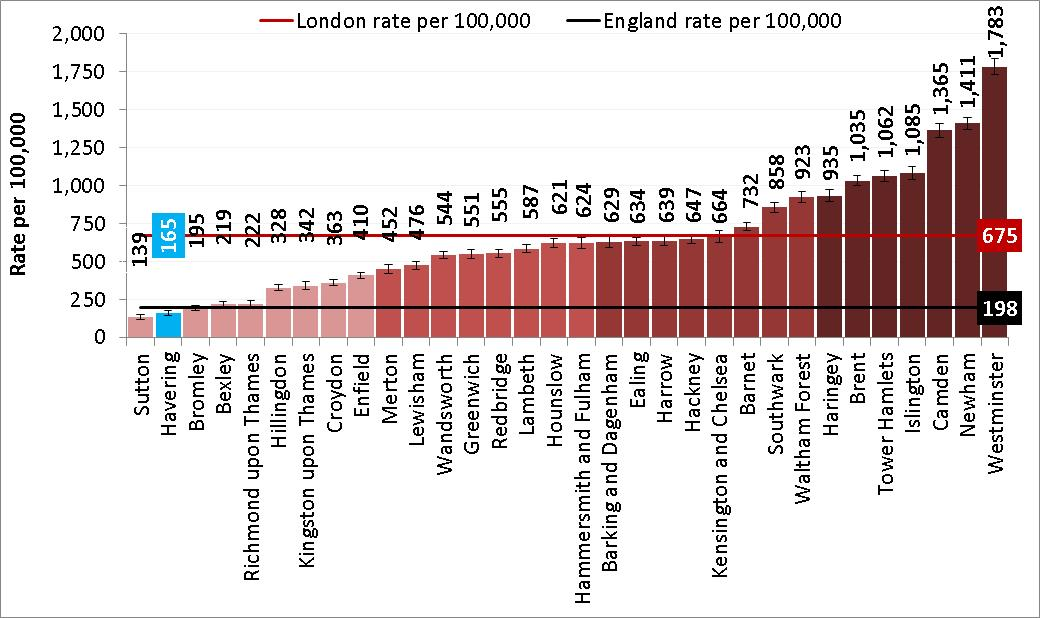 London rate per 100,000
England rate per 100,000
Rate per 100,000
2,000
1,750
1,500
1,250
1,000
750
500
250
0
139
165
195
219
222
328
342
363
410
452
476
544
551
555
587
621
624
629
634
639
647
664
732
858
923
935
1,035
1,062
1,085
1,365
1,411
1,783
675
198
Sutton
Havering
Bromley
Bexley
Richmond upon Thames
Hillingdon
Kingston upon Thames
Croydon
Enfield
Merton
Lewisham
Wandsworth
Greenwich
Redbridge
Lambeth
Hounslow
Hammersmith and Fulham
Barking and Dagenham
Ealing
Harrow
Hackney
Kensington and Chelsea
Barnet
Southwark
Waltham Forest
Haringey
Brent
Tower Hamlets
Islington
Camden
Newham
Westminster